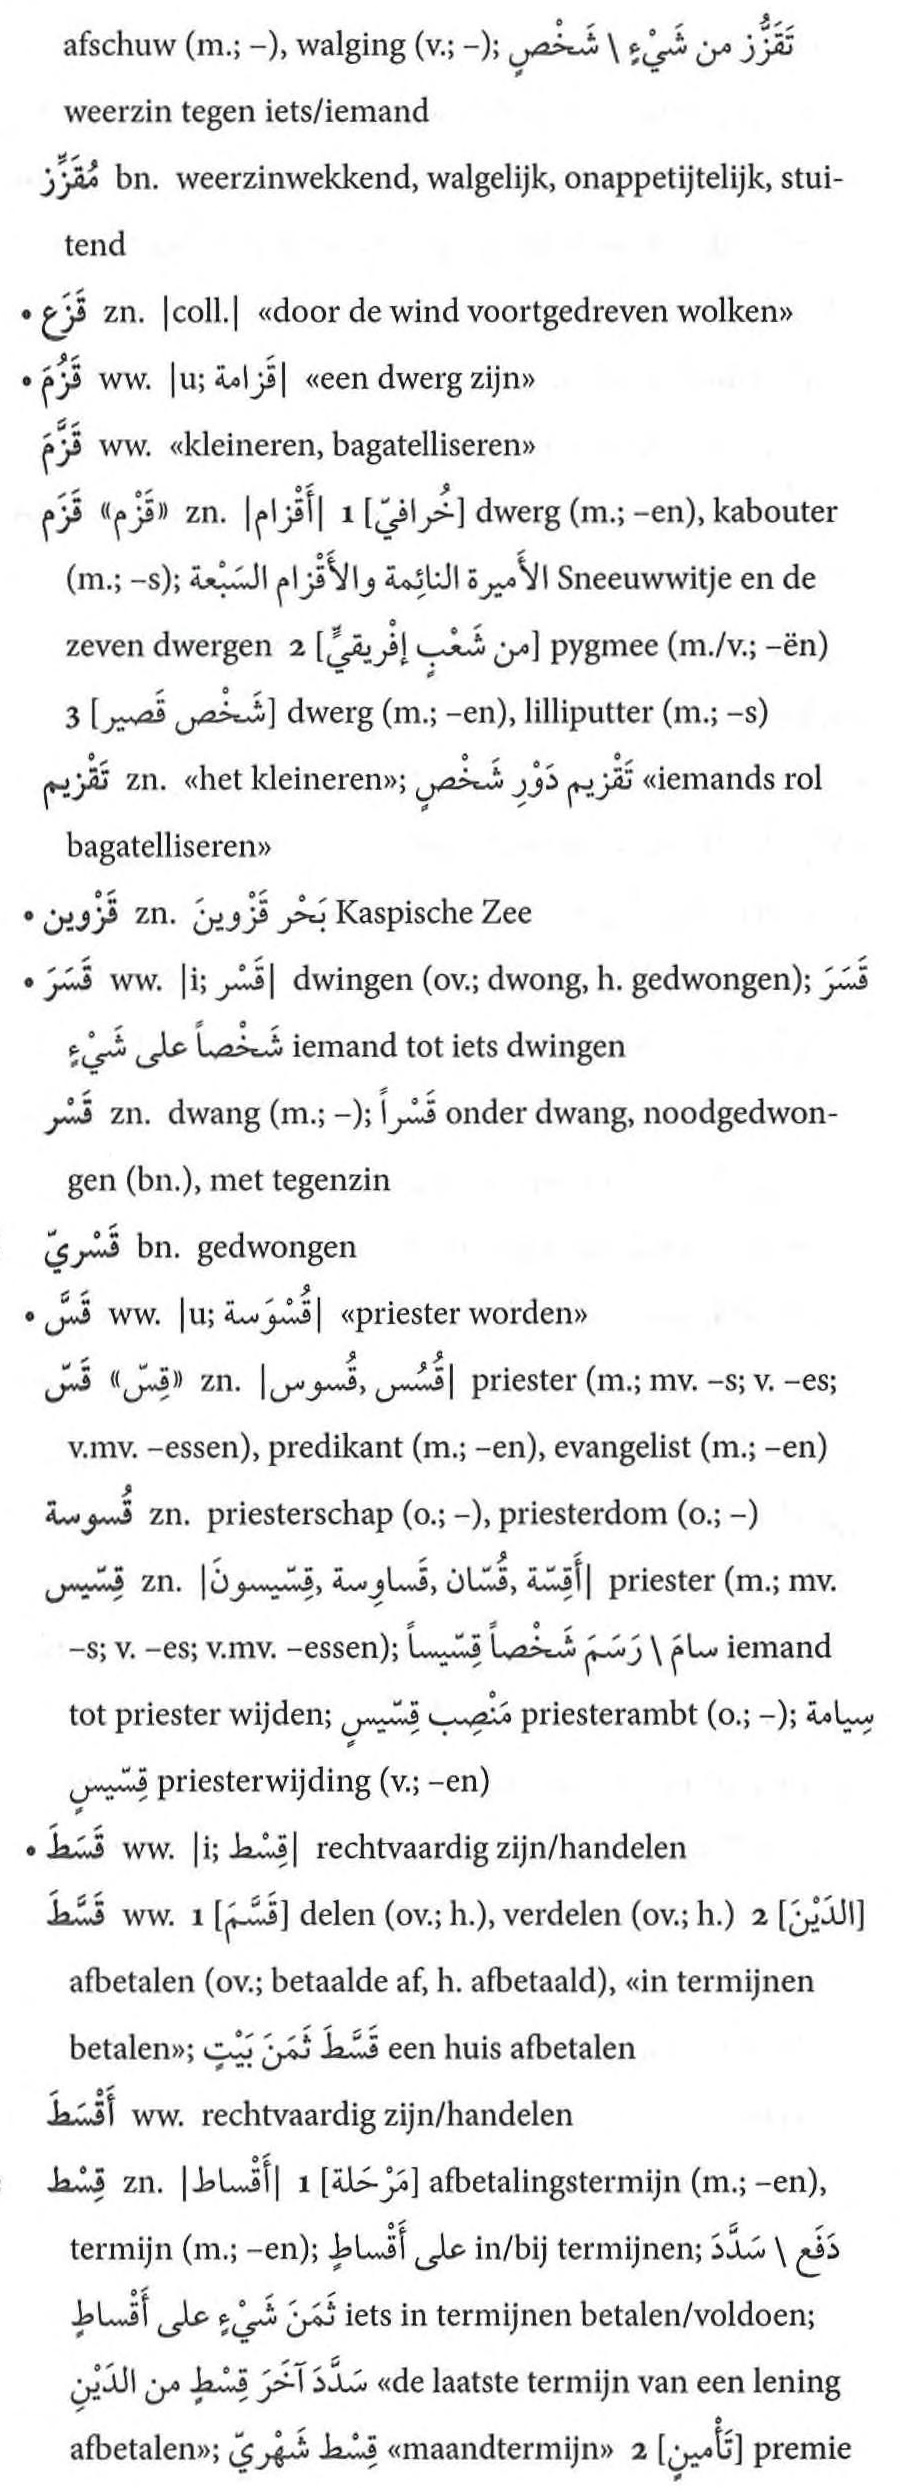 afschuw (m.; –), walging (v.; –); تَقَزُّز من شَيْءٍ \ شَخْصٍ
weerzin tegen iets/iemand
مُقَزِّز bn. weerzinwekkend, walgelijk, onappetijtelijk, stui-
tend
• قَزَع zn. |coll.| «door de wind voortgedreven wolken»
• قَزُمَ ww. |u; قَزامة| «een dwerg zijn»
قَزَّمَ ww. «kleineren, bagatelliseren»
قَزَم «قَزْم» zn. |أَقْزام| 1 [خُرافيّ] dwerg (m.; –en), kabouter
(m.; –s); الأَميرة النائِمة والأَقْزام السَبْعة Sneeuwwitje en de
zeven dwergen 2 [من شَعْبٍ إفْريقيٍّ] pygmee (m./v.; –ën)
3 [شَخْص قَصير] dwerg (m.; –en), lilliputter (m.; –s)
تَقْزيم zn. «het kleineren»; تَقْزيم دَوْرِ شَخْصٍ «iemands rol
bagatelliseren»
• قَزْوين zn. بَحْر قَزْوينَ Kaspische Zee
• قَسَرَ ww. |i; قَسْر| dwingen (ov.; dwong, h. gedwongen); قَسَرَ
شَخْصاً على شَيْءٍ iemand tot iets dwingen
قَسْر zn. dwang (m.; –); قَسْراً onder dwang, noodgedwon-
gen (bn.), met tegenzin
قَسْريّ bn. gedwongen
• قَسَّ ww. |u; قُسْوَسة| «priester worden»
قَسّ «قِسّ» zn. |قُسُس, قُسوس| priester (m.; mv. –s; v. –es;
v.mv. –essen), predikant (m.; –en), evangelist (m.; –en)
قُسوسة zn. priesterschap (o.; –), priesterdom (o.; –)
قِسّيس zn. |أَقِسّة, قُسّان, قَساوِسة, قِسّيسونَ| priester (m.; mv.
–s; v. –es; v.mv. –essen); سامَ \ رَسَمَ شَخْصاً قِسّيساً iemand
tot priester wijden; مَنْصِب قِسّيسٍ priesterambt (o.; –); سِيامة
قِسّيسٍ priesterwijding (v.; –en)
• قَسَطَ ww. |i; قِسْط| rechtvaardig zijn/handelen
قَسَّطَ ww. 1 [قَسَّمَ] delen (ov.; h.), verdelen (ov.; h.) 2 [الدَيْنَ]
afbetalen (ov.; betaalde af, h. afbetaald), «in termijnen
betalen»; قَسَّطَ ثَمَنَ بَيْتٍ een huis afbetalen
أَقْسَطَ ww. rechtvaardig zijn/handelen
قِسْط zn. |أَقْساط| 1 [مَرْحَلة] afbetalingstermijn (m.; –en),
termijn (m.; –en); على أَقْساطٍ in/bij termijnen; دَفَع \ سَدَّدَ
ثَمَنَ شَيْءٍ على أَقْساطٍ iets in termijnen betalen/voldoen;
سَدَّدَ آخَرَ قِسْطٍ من الدَيْنِ «de laatste termijn van een lening
afbetalen»; قِسْط شَهْريّ «maandtermijn» 2 [تَأْمينٍ] premie